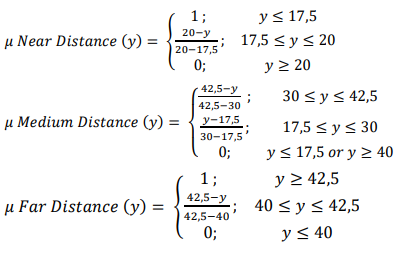 1; y ≤ 17,5
μ Near Distance (y) = { (20−y)/(20−17,5); 17,5 ≤ y ≤ 20
0; y ≥ 20
(42,5−y)/(42,5−30) ; 30 ≤ y ≤ 42,5
μ Medium Distance (y) = { (y−17,5)/(30−17,5); 17,5 ≤ y ≤ 30
0; y ≤ 17,5 or y ≥ 40
1; y ≥ 42,5
μ Far Distance (y) = { (42,5−y)/(42,5−40); 40 ≤ y ≤ 42,5
0; y ≤ 40